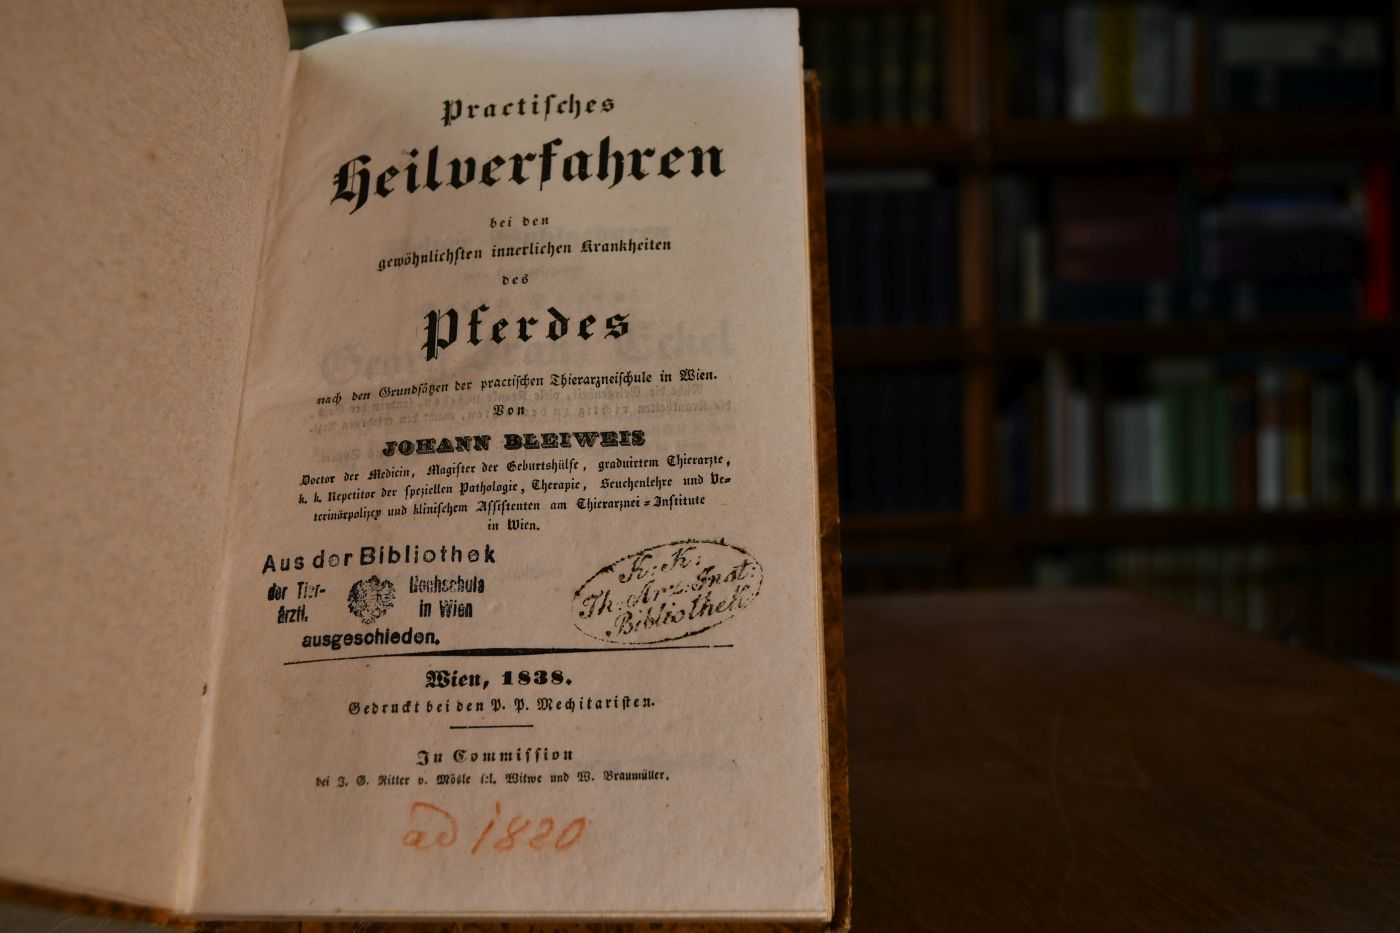 Practiſches
Heilverfahren
bei den
gewöhnlichſten innerlichen Krankheiten
des
Pferdes
nach den Grundſätzen der practiſchen Thierarzneiſchule in Wien.
Von
JOHANN BLEIWEIS
Doctor der Medicin, Magiſter der Geburtshülfe, graduirtem Thierarzte,
k. k. Repetitor der ſpeziellen Pathologie, Therapie, Seuchenlehre und Ve=
terinärpolizey und kliniſchem Aſſiſtenten am Thierarznei=Inſtitute
in Wien.
Aus der Bibliothek
der Tier-
ärztl.
Hochschule
in Wien
ausgeschieden.
K: K:
Th. Arz. Inst:
Bibliothek
Wien, 1838.
Gedruckt bei den P. P. Mechitariſten.
In Commiſſion
bei J. G. Ritter v. Mösle ſel. Witwe und W. Braumüller.
ad 1820